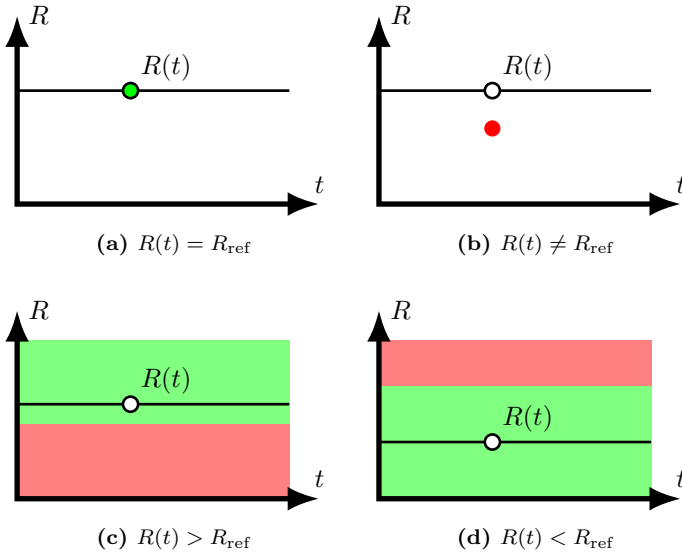 R
R(t)
t
(a) R(t) = R_ref
R
R(t)
t
(b) R(t) ≠ R_ref
R
R(t)
t
(c) R(t) > R_ref
R
R(t)
t
(d) R(t) < R_ref